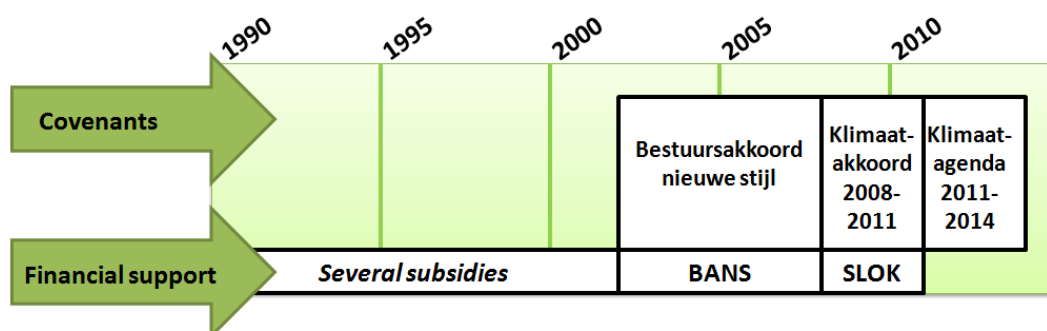 1990 1995 2000 2005 2010
Covenants
Bestuursakkoord
nieuwe stijl
Klimaat-
akkoord
2008-
2011
Klimaat-
agenda
2011-
2014
Financial support
Several subsidies
BANS
SLOK